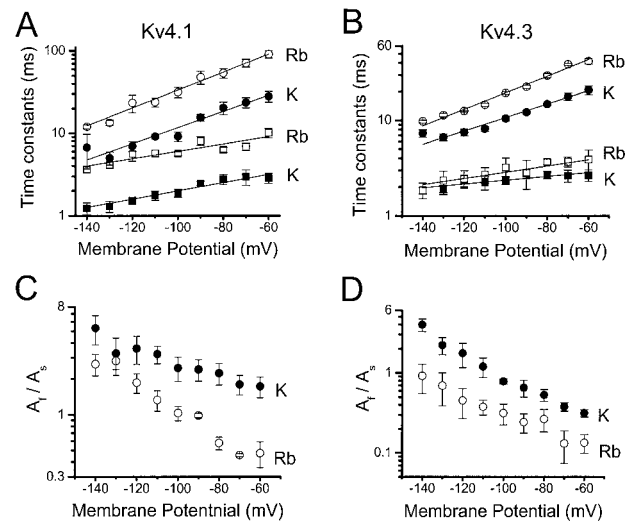 A
Kv4.1
Time constants (ms)
100
10
1
Rb
K
Rb
K
-140 -120 -100 -80 -60
Membrane Potential (mV)
B
Kv4.3
Time constants (ms)
60
10
1
Rb
K
Rb
K
-140 -120 -100 -80 -60
Membrane Potential (mV)
C
Af / As
8
1
0.3
K
Rb
-140 -120 -100 -80 -60
Membrane Potential (mV)
D
Af / As
6
1
0.1
K
Rb
-140 -120 -100 -80 -60
Membrane Potential (mV)